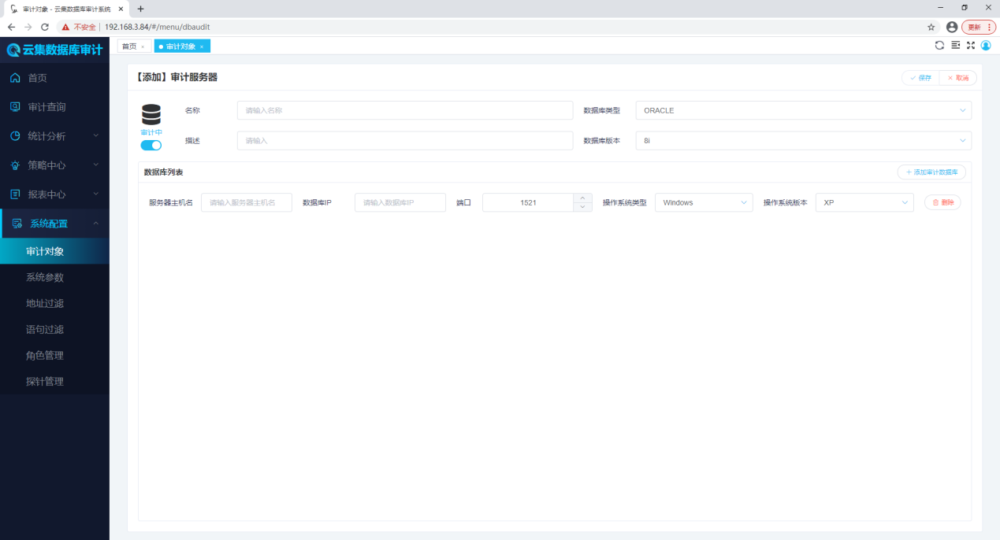 审计对象 - 云集数据库审计系统
不安全 192.168.3.84/#/menu/dbaudit 更新
云集数据库审计
首页 审计对象
首页
审计查询
统计分析
策略中心
报表中心
系统配置
审计对象
系统参数
地址过滤
语句过滤
角色管理
探针管理
【添加】审计服务器 保存 取消
名称 请输入名称 数据库类型 ORACLE
审计中
描述 请输入 数据库版本 8i
数据库列表 添加审计数据库
服务器主机名 请输入服务器主机名 数据库IP 请输入数据库IP 端口 1521 操作系统类型 Windows 操作系统版本 XP 删除